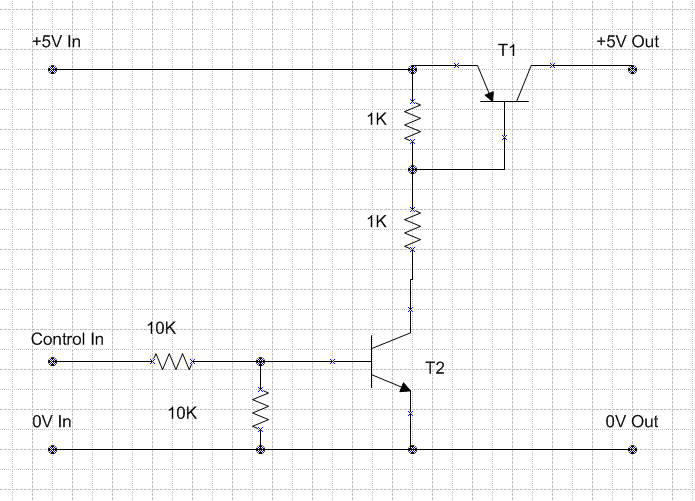 +5V In
T1
+5V Out
1K
1K
10K
Control In
T2
10K
0V In
0V Out